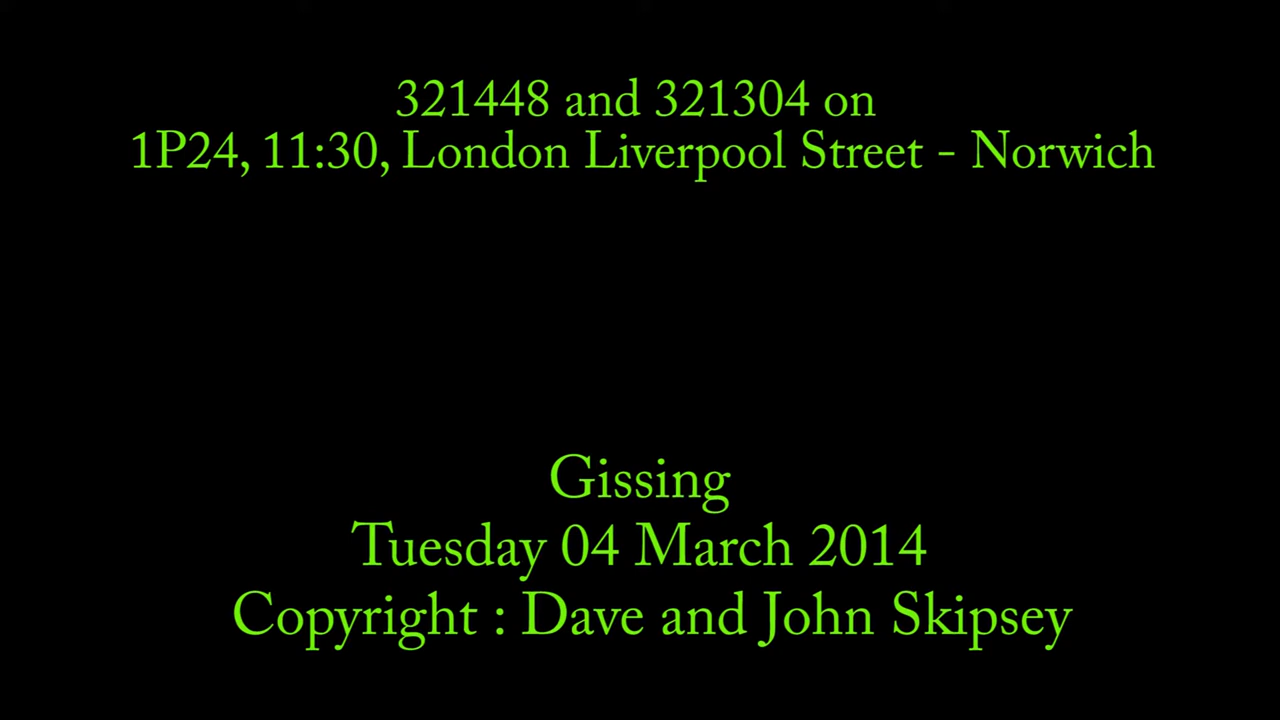 321448 and 321304 on
1P24, 11:30, London Liverpool Street - Norwich
Gissing
Tuesday 04 March 2014
Copyright : Dave and John Skipsey